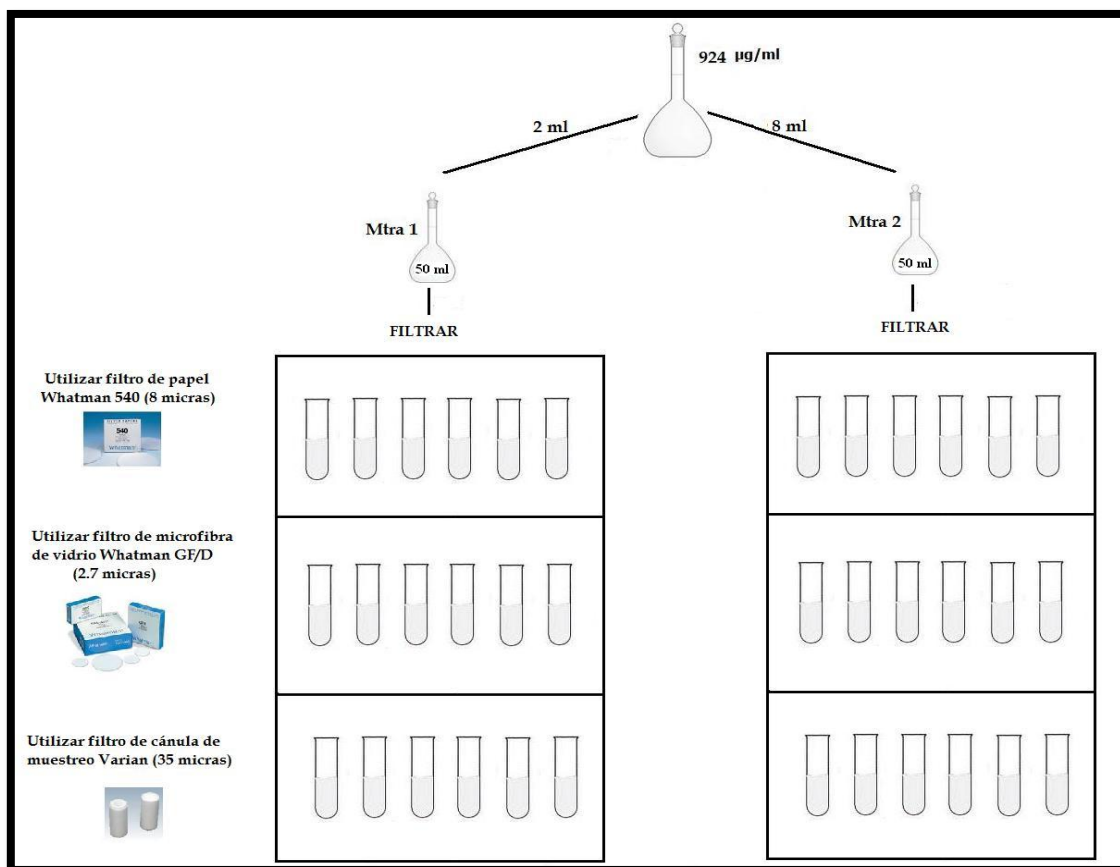 924 µg/ml
2 ml
8 ml
Mtra 1
Mtra 2
50 ml
50 ml
FILTRAR
FILTRAR
Utilizar filtro de papel
Whatman 540 (8 micras)
540
Utilizar filtro de microfibra
de vidrio Whatman GF/D
(2.7 micras)
Utilizar filtro de cánula de
muestreo Varian (35 micras)